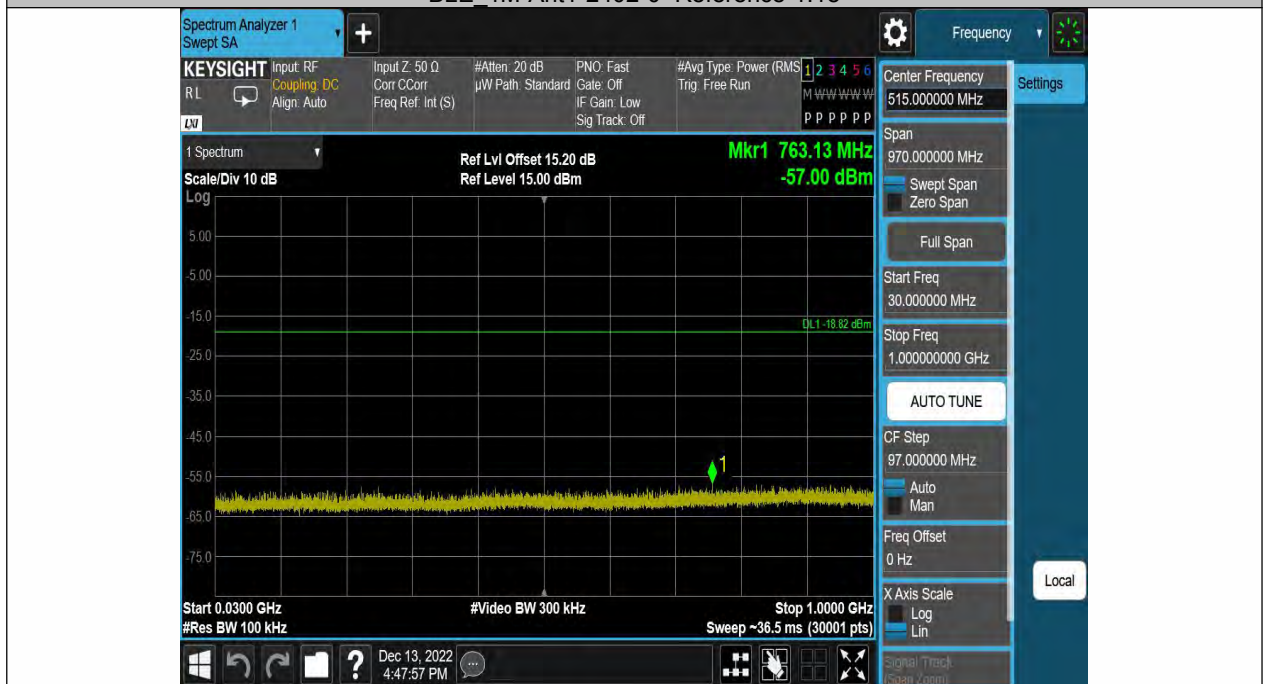 Spectrum Analyzer 1
Swept SA
Frequency
KEYSIGHT
RL
LXI
Input: RF
Coupling: DC
Align: Auto
Input Z: 50 Ω
Corr CCorr
Freq Ref: Int (S)
#Atten: 20 dB
µW Path: Standard
PNO: Fast
Gate: Off
IF Gain: Low
Sig Track: Off
#Avg Type: Power (RMS
Trig: Free Run
1 2 3 4 5 6
M W W W W W
P P P P P P
Center Frequency
515.000000 MHz
Settings
1 Spectrum
Scale/Div 10 dB
Ref Lvl Offset 15.20 dB
Ref Level 15.00 dBm
Mkr1 763.13 MHz
-57.00 dBm
Span
970.000000 MHz
Swept Span
Zero Span
Full Span
Start Freq
30.000000 MHz
Stop Freq
1.000000000 GHz
AUTO TUNE
CF Step
97.000000 MHz
Auto
Man
Freq Offset
0 Hz
X Axis Scale
Log
Lin
Signal Track
(Span Zoom)
Local
Log
5.00
-5.00
-15.0
DL1 -18.82 dBm
-25.0
-35.0
-45.0
1
-55.0
-65.0
-75.0
Start 0.0300 GHz
#Video BW 300 kHz
Stop 1.0000 GHz
#Res BW 100 kHz
Sweep ~36.5 ms (30001 pts)
?
Dec 13, 2022
4:47:57 PM